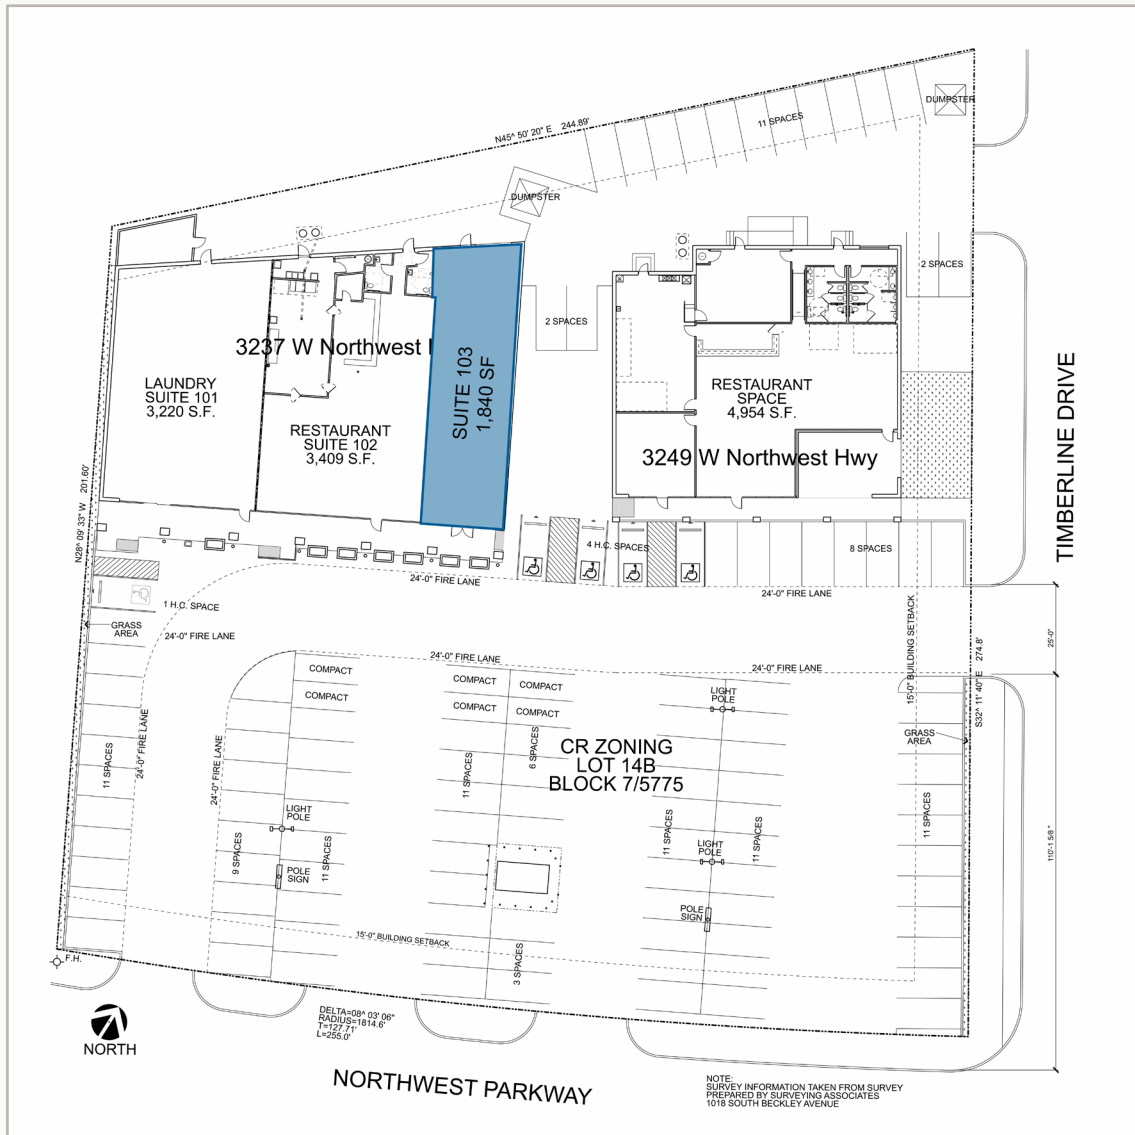 DUMPSTER
11 SPACES
N45^ 50' 20" E 244.89'
DUMPSTER
2 SPACES
2 SPACES
3237 W Northwest
LAUNDRY
SUITE 101
3,220 S.F.
RESTAURANT
SUITE 102
3,409 S.F.
SUITE 103
1,840 SF
RESTAURANT
SPACE
4,954 S.F.
3249 W Northwest Hwy
TIMBERLINE DRIVE
N28^ 09' 33" W 201.60'
4 H.C. SPACES
8 SPACES
24'-0" FIRE LANE
24'-0" FIRE LANE
1 H.C. SPACE
GRASS
AREA
24'-0" FIRE LANE
15'-0" BUILDING SETBACK
S32^ 11' 40" E 274.8'
25'-0"
24'-0" FIRE LANE
24'-0" FIRE LANE
COMPACT
COMPACT
COMPACT
COMPACT
COMPACT
COMPACT
LIGHT
POLE
GRASS
AREA
11 SPACES
24'-0" FIRE LANE
24'-0" FIRE LANE
11 SPACES
6 SPACES
CR ZONING
LOT 14B
BLOCK 7/5775
LIGHT
POLE
9 SPACES
11 SPACES
POLE
SIGN
11 SPACES
LIGHT
POLE
11 SPACES
11 SPACES
110'-1 5/8 "
POLE
SIGN
15'-0" BUILDING SETBACK
3 SPACES
F.H.
NORTH
DELTA=08^ 03' 06"
RADIUS=1814.6'
T=127.71'
L=255.0'
NORTHWEST PARKWAY
NOTE:
SURVEY INFORMATION TAKEN FROM SURVEY
PREPARED BY SURVEYING ASSOCIATES
1018 SOUTH BECKLEY AVENUE